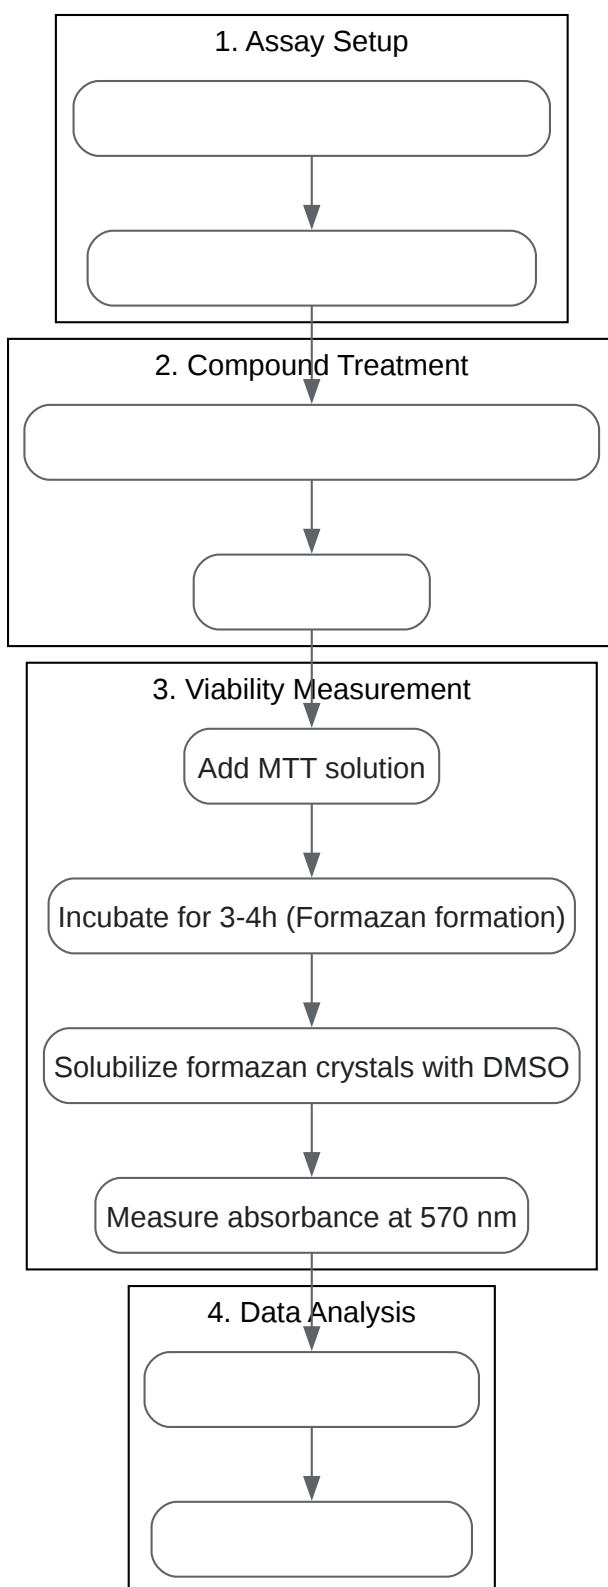 1. Assay Setup
2. Compound Treatment
3. Viability Measurement
Add MTT solution
Incubate for 3-4h (Formazan formation)
Solubilize formazan crystals with DMSO
Measure absorbance at 570 nm
4. Data Analysis